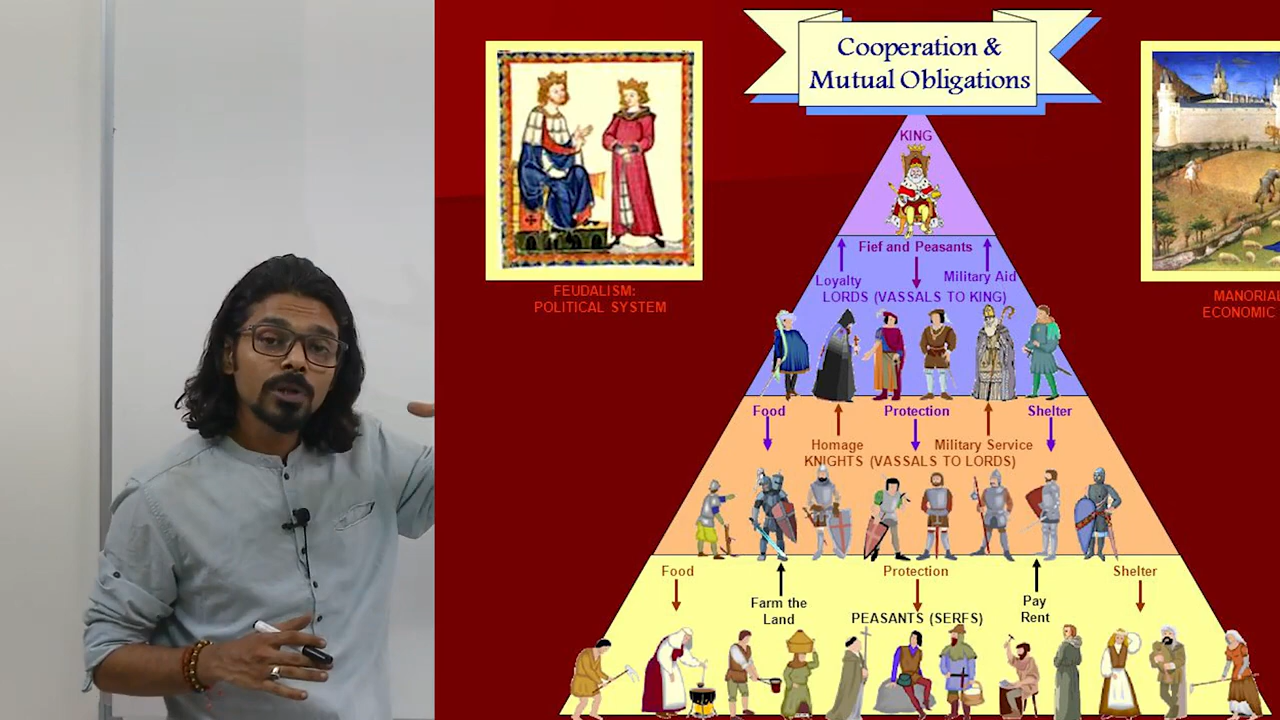 Cooperation &
Mutual Obligations
KING
Fief and Peasants
Loyalty
Military Aid
LORDS (VASSALS TO KING)
FEUDALISM:
POLITICAL SYSTEM
MANORIAL
ECONOMIC
Food
Protection
Shelter
Homage
Military Service
KNIGHTS (VASSALS TO LORDS)
Food
Protection
Shelter
Farm the
Land
Pay
Rent
PEASANTS (SERFS)